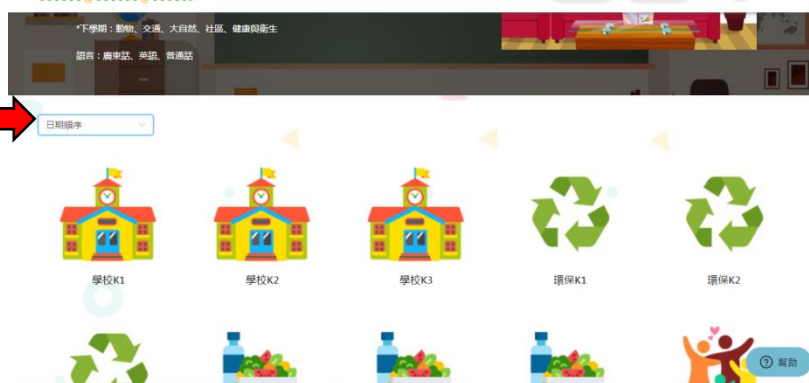 *下學期：動物、交通、大自然、社區、健康與衛生
語言：廣東話、英語、普通話
日期順序
學校K1
學校K2
學校K3
環保K1
環保K2
幫助